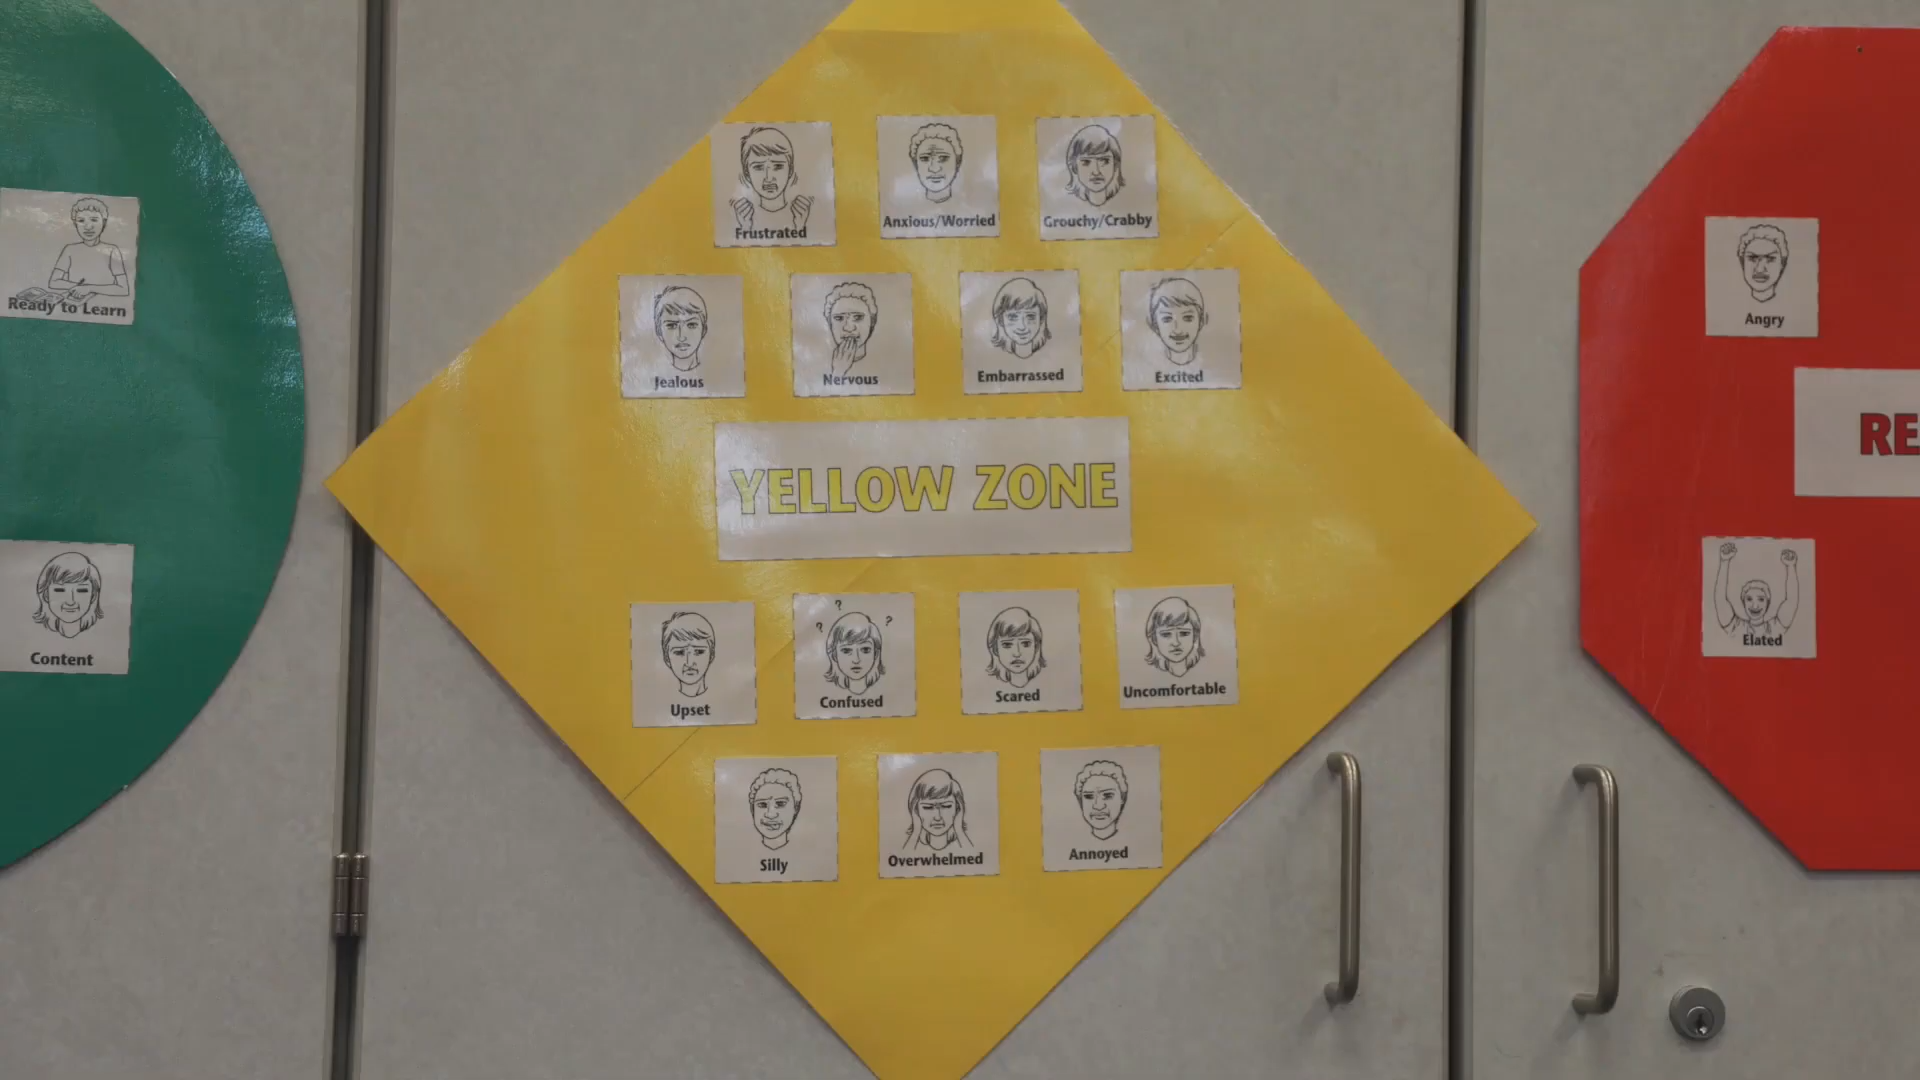 Ready to Learn
Content
Frustrated
Anxious/Worried
Grouchy/Crabby
Jealous
Nervous
Embarrassed
Excited
YELLOW ZONE
Upset
? ? ?
Confused
Scared
Uncomfortable
Silly
Overwhelmed
Annoyed
Angry
RE
Elated